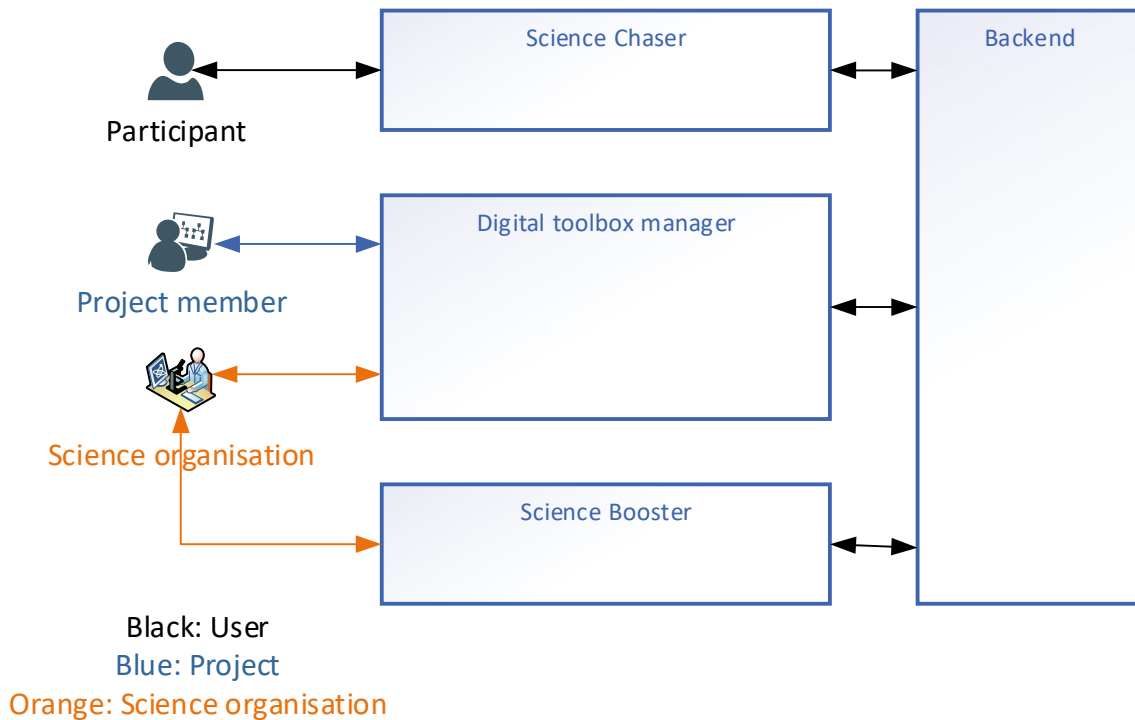 Science Chaser
Backend
Participant
Digital toolbox manager
Project member
Science organisation
Science Booster
Black: User
Blue: Project
Orange: Science organisation